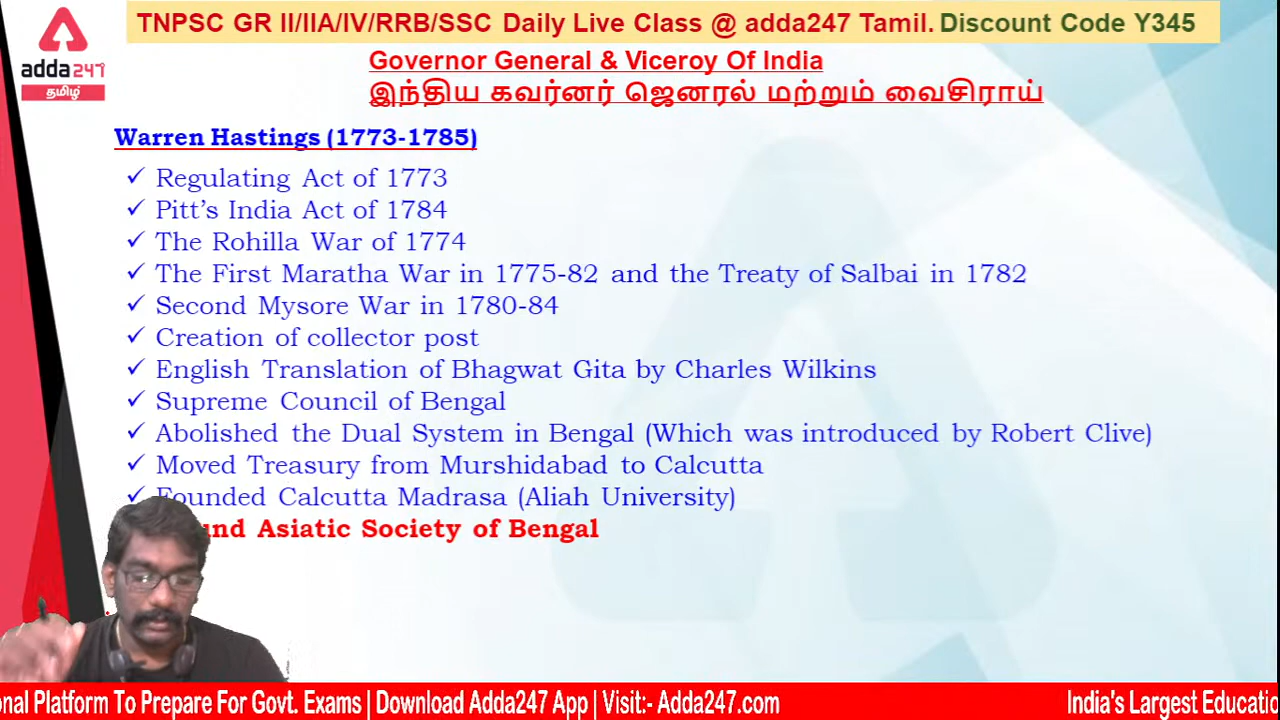 TNPSC GR II/IIA/IV/RRB/SSC Daily Live Class @ adda247 Tamil. Discount Code Y345
adda247
தமிழ்
Governor General & Viceroy Of India
இந்திய கவர்னர் ஜெனரல் மற்றும் வைசிராய்
Warren Hastings (1773-1785)
✓ Regulating Act of 1773
✓ Pitt's India Act of 1784
✓ The Rohilla War of 1774
✓ The First Maratha War in 1775-82 and the Treaty of Salbai in 1782
✓ Second Mysore War in 1780-84
✓ Creation of collector post
✓ English Translation of Bhagwat Gita by Charles Wilkins
✓ Supreme Council of Bengal
✓ Abolished the Dual System in Bengal (Which was introduced by Robert Clive)
✓ Moved Treasury from Murshidabad to Calcutta
✓ Founded Calcutta Madrasa (Aliah University)
Asiatic Society of Bengal
onal Platform To Prepare For Govt. Exams | Download Adda247 App | Visit:- Adda247.com India's Largest Educatio